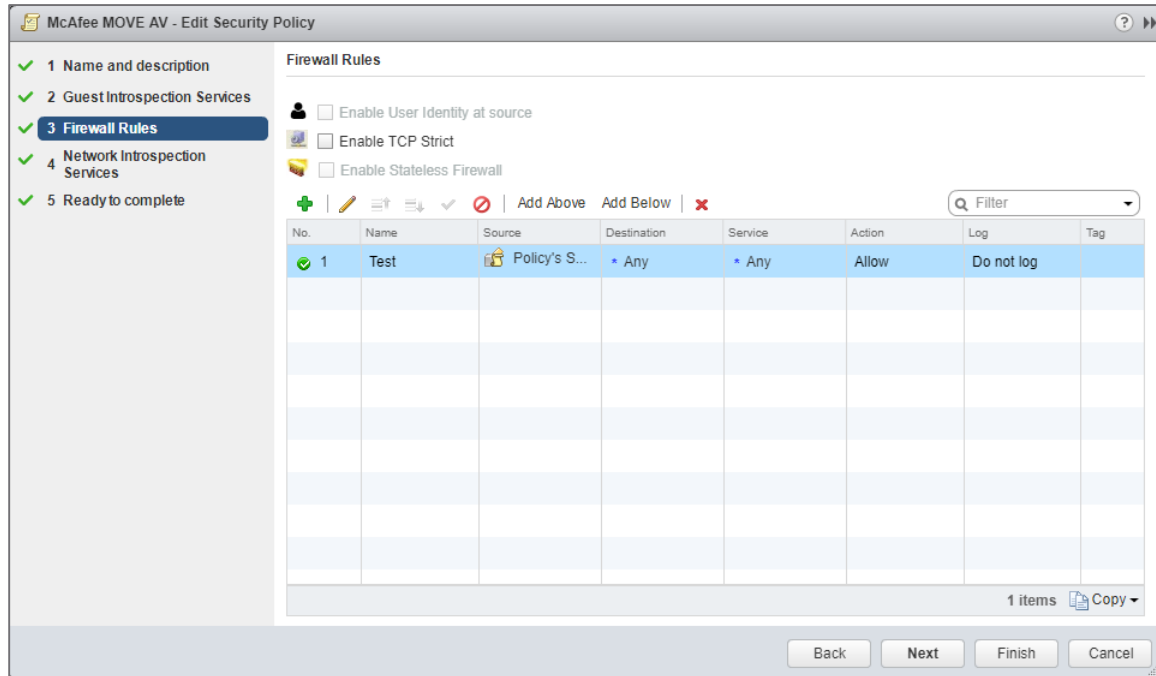 McAfee MOVE AV - Edit Security Policy
?
1 Name and description
2 Guest Introspection Services
3 Firewall Rules
4 Network Introspection Services
5 Ready to complete
Firewall Rules
Enable User Identity at source
Enable TCP Strict
Enable Stateless Firewall
Add Above Add Below Filter
No. Name Source Destination Service Action Log Tag
1 Test Policy's S... * Any * Any Allow Do not log
1 items Copy
Back Next Finish Cancel